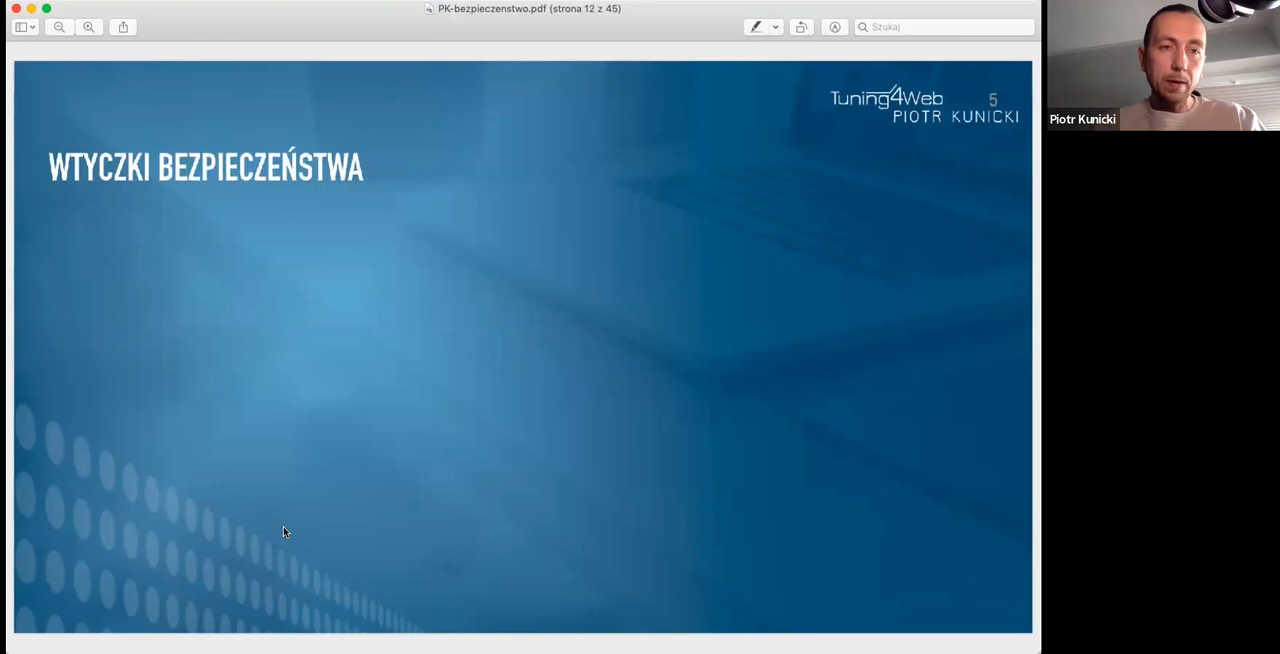 PK-bezpieczenstwo.pdf (strona 12 z 45)
Szukaj
Tuning4Web 5
PIOTR KUNICKI
WTYCZKI BEZPIECZEŃSTWA
Piotr Kunicki